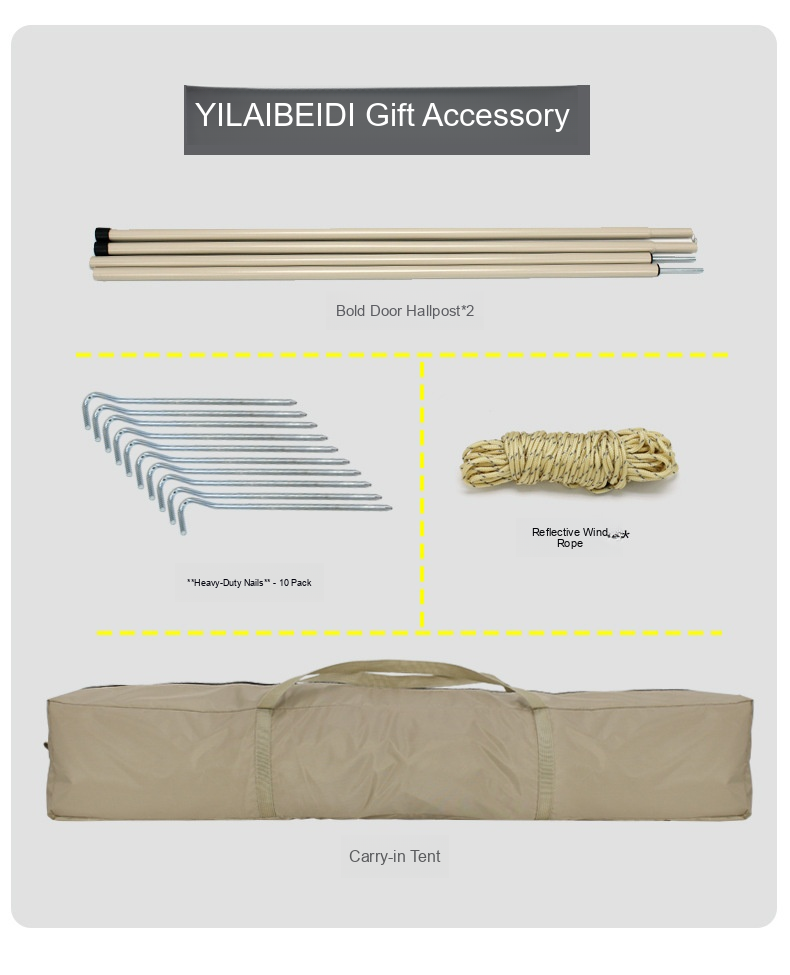 YILAIBEIDI Gift Accessory
Bold Door Hallpost*2
**Heavy-Duty Nails** - 10 Pack
Reflective Wind
Rope
Carry-in Tent